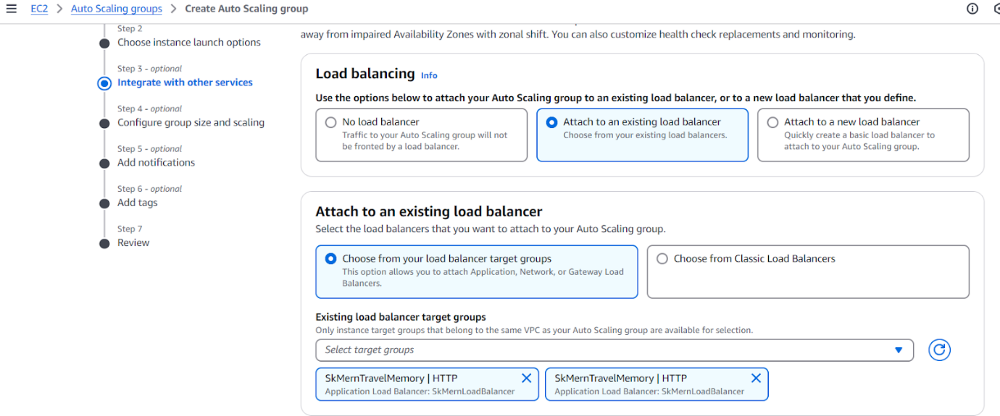 EC2 > Auto Scaling groups > Create Auto Scaling group
Step 2
Choose instance launch options
Step 3 - optional
Integrate with other services
Step 4 - optional
Configure group size and scaling
Step 5 - optional
Add notifications
Step 6 - optional
Add tags
Step 7
Review
away from impaired Availability Zones with zonal shift. You can also customize health check replacements and monitoring.
Load balancing Info
Use the options below to attach your Auto Scaling group to an existing load balancer, or to a new load balancer that you define.
No load balancer
Traffic to your Auto Scaling group will not
be fronted by a load balancer.
Attach to an existing load balancer
Choose from your existing load balancers.
Attach to a new load balancer
Quickly create a basic load balancer to
attach to your Auto Scaling group.
Attach to an existing load balancer
Select the load balancers that you want to attach to your Auto Scaling group.
Choose from your load balancer target groups
This option allows you to attach Application, Network, or Gateway Load
Balancers.
Choose from Classic Load Balancers
Existing load balancer target groups
Only instance target groups that belong to the same VPC as your Auto Scaling group are available for selection.
Select target groups
SkMernTravelMemory | HTTP
Application Load Balancer: SkMernLoadBalancer
SkMernTravelMemory | HTTP
Application Load Balancer: SkMernLoadBalancer